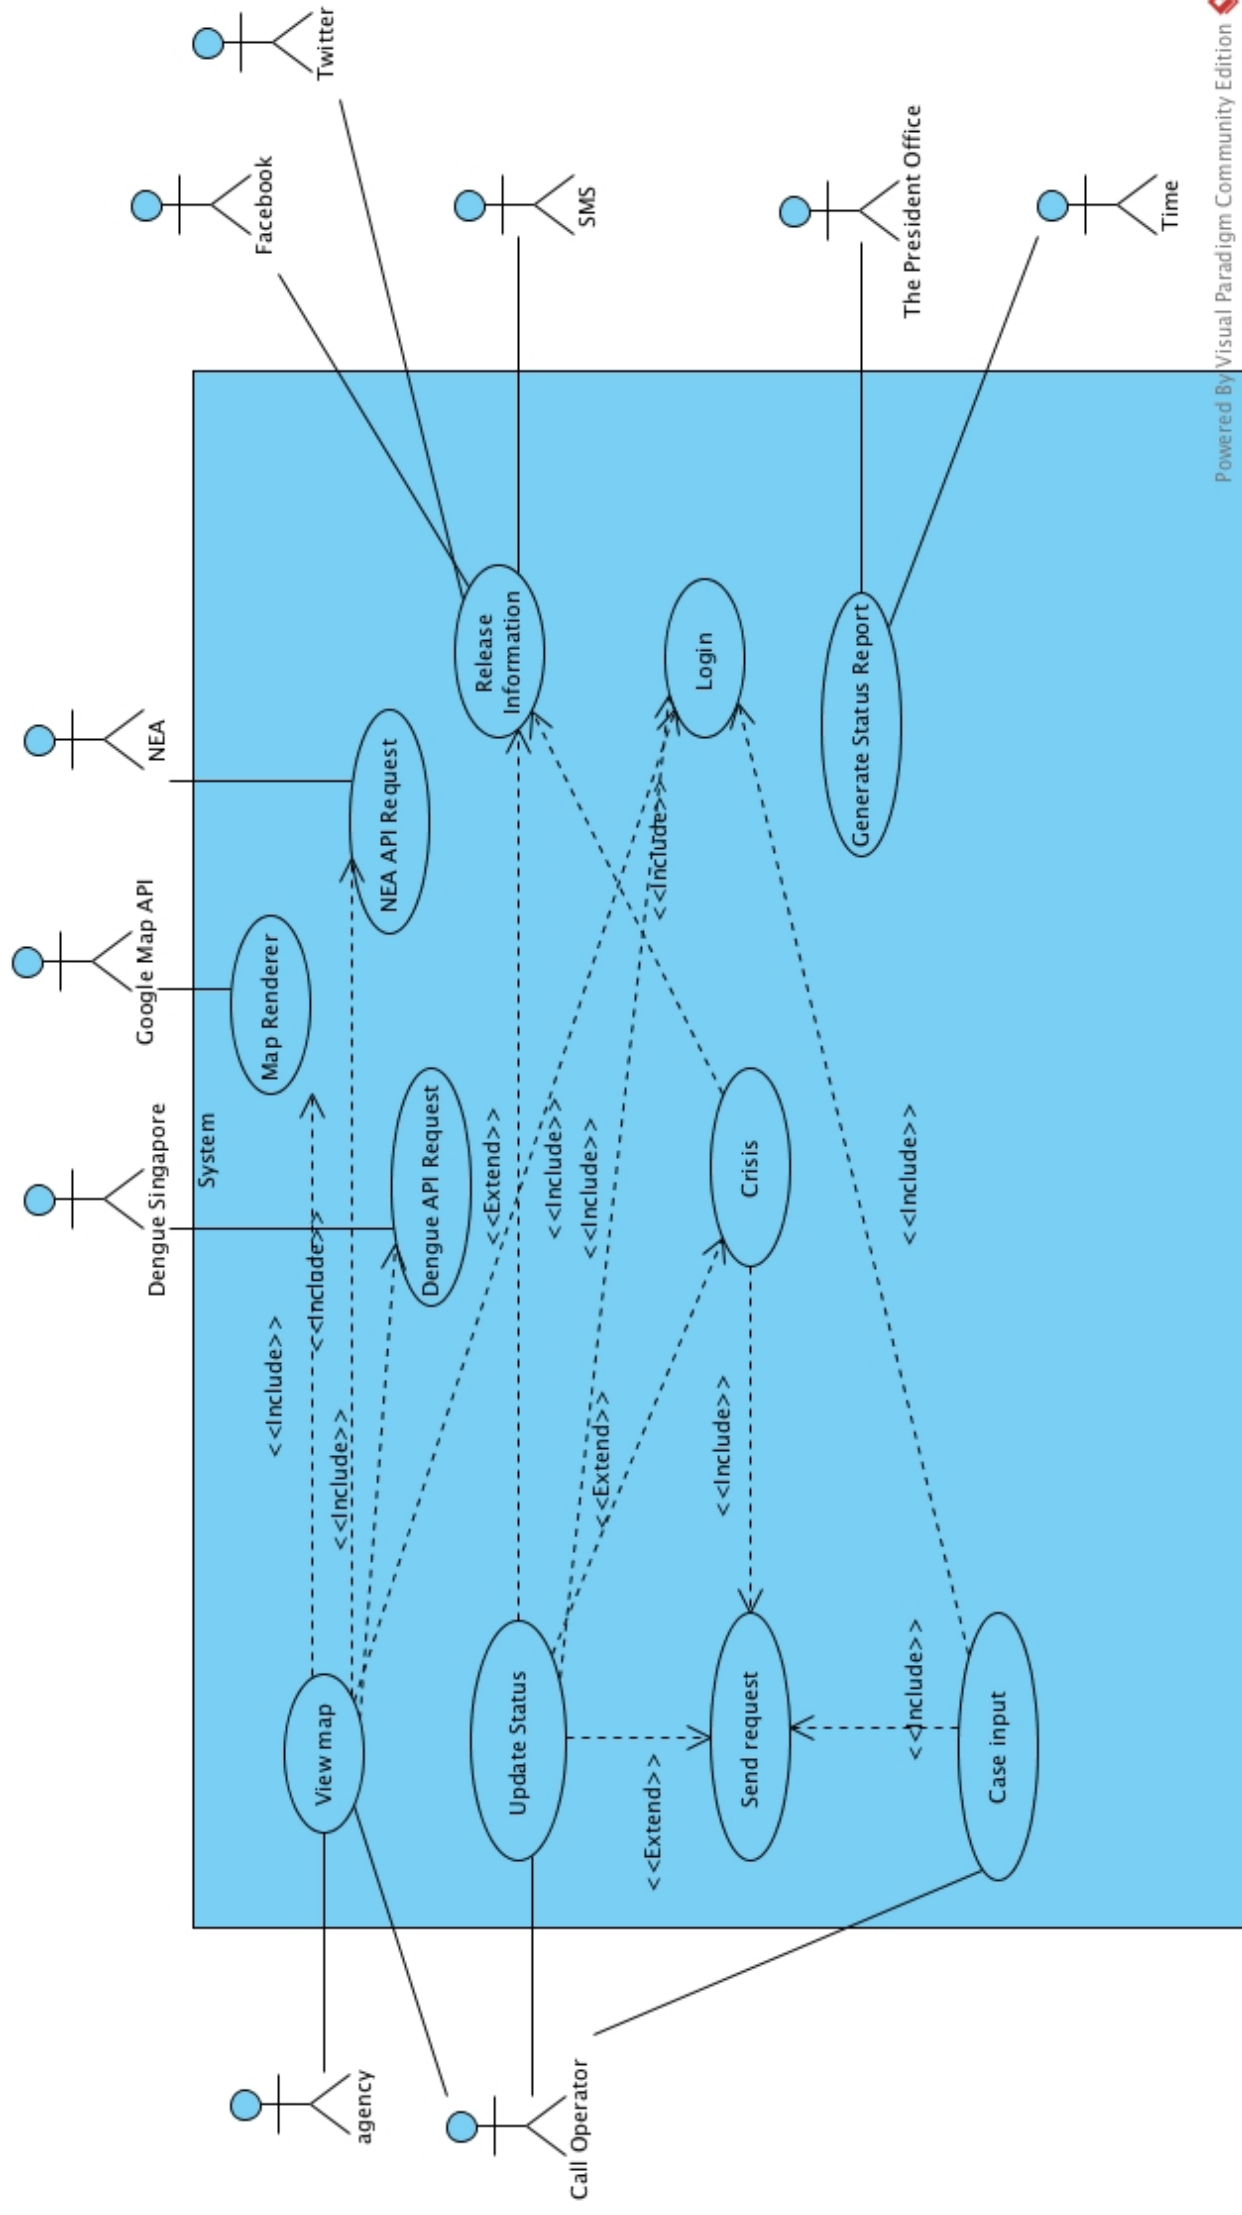 Dengue Singapore
Google Map API
NEA
Facebook
Twitter
System
Map Renderer
<<Include>>
<<Include>>
<<Include>>
agency
View map
Dengue API Request
NEA API Request
<<Extend>>
Release
Information
SMS
<<Include>>
<<Include>>
<<Include>>
Call Operator
Update Status
<<Extend>>
Login
<<Extend>>
<<Include>>
Send request
Crisis
Generate Status Report
The President Office
<<Include>>
<<Include>>
Case input
Time
Powered By Visual Paradigm Community Edition